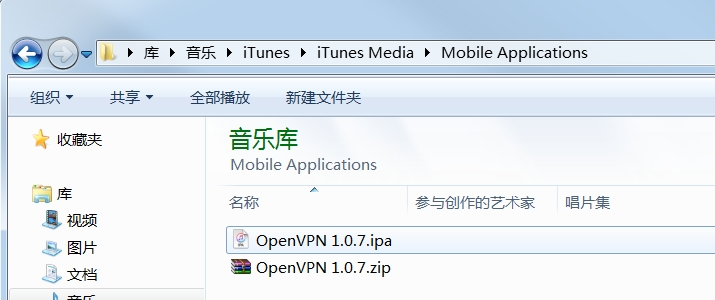 库 ▸ 音乐 ▸ iTunes ▸ iTunes Media ▸ Mobile Applications
组织 共享 全部播放 新建文件夹
收藏夹
库
视频
图片
文档
音乐
音乐库
Mobile Applications
名称 参与创作的艺术家 唱片集
OpenVPN 1.0.7.ipa
OpenVPN 1.0.7.zip